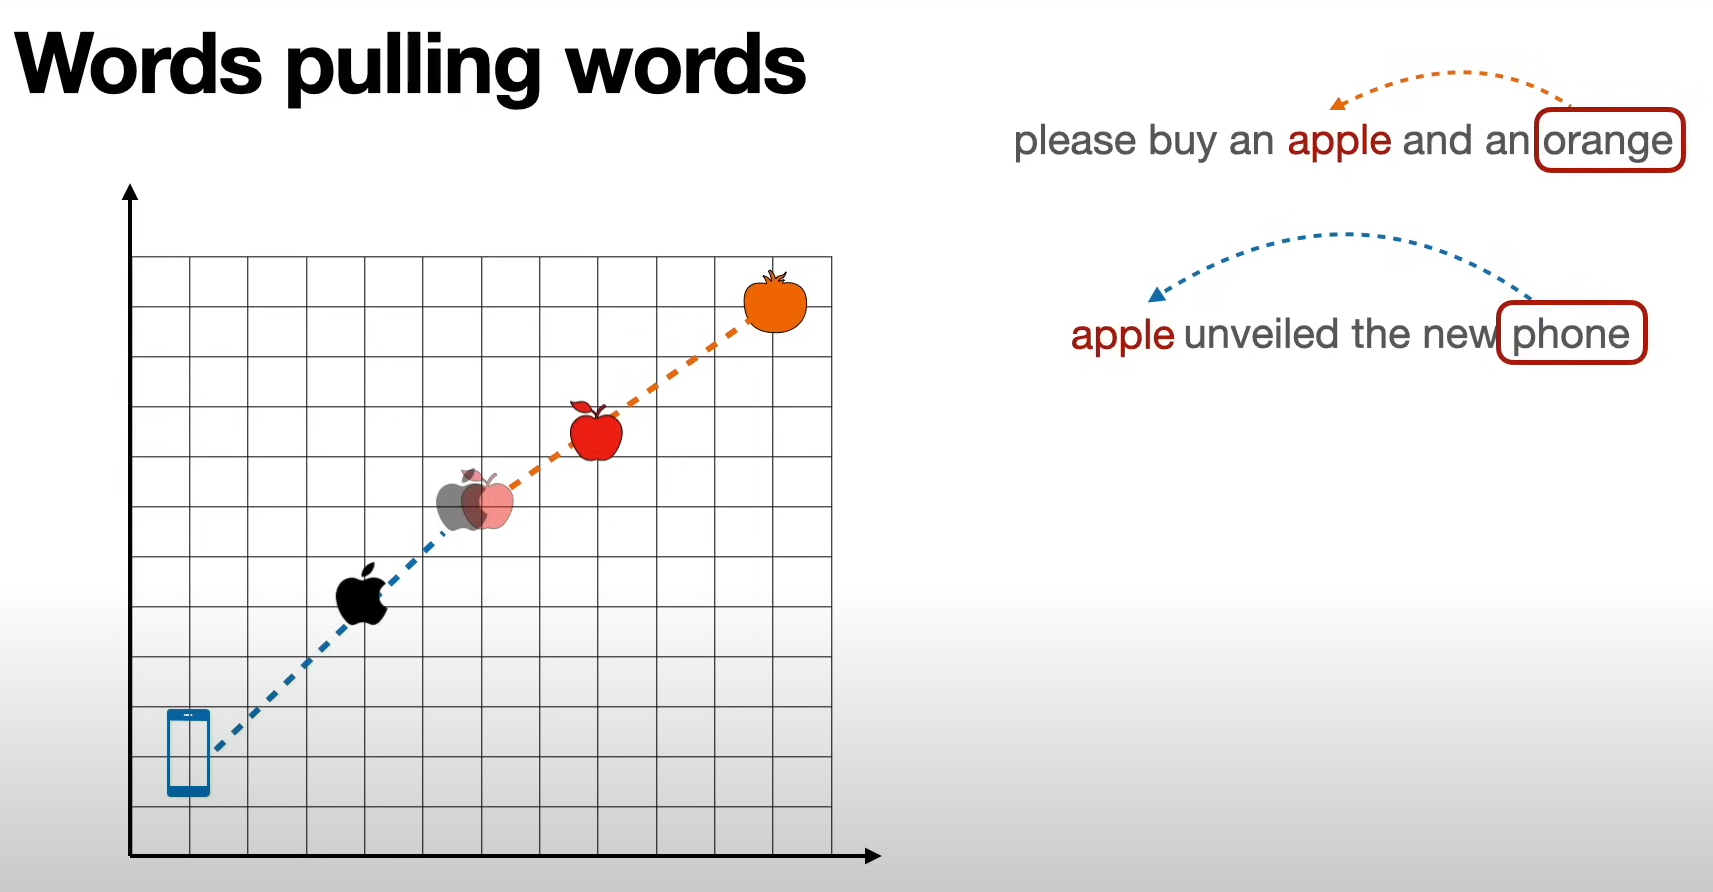 Words pulling words
please buy an apple and an orange
apple unveiled the new phone